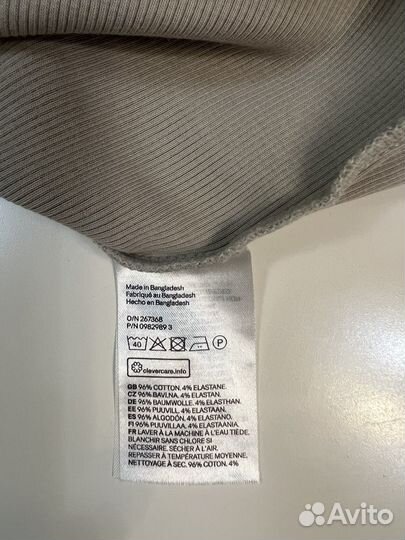 Made in Bangladesh
Fabriqué au Bangladesh
Hecho en Bangladesh
O/N 267368
P/N 0982989 3
40 P
clevercare.info
GB 96% COTTON. 4% ELASTANE.
CZ 96% BAVLNA. 4% ELASTAN.
DE 96% BAUMWOLLE. 4% ELASTHAN.
EE 96% PUUVILL. 4% ELASTAAN.
ES 96% ALGODÓN. 4% ELASTANO.
FI 96% PUUVILLAA. 4% ELASTAANIA.
FR LAVER À LA MACHINE À L'EAU TIÈDE.
BLANCHIR SANS CHLORE SI
NÉCESSAIRE. SÉCHER À L'AIR.
REPASSER À TEMPÉRATURE MOYENNE.
NETTOYAGE À SEC. 96% COTON. 4%
Avito